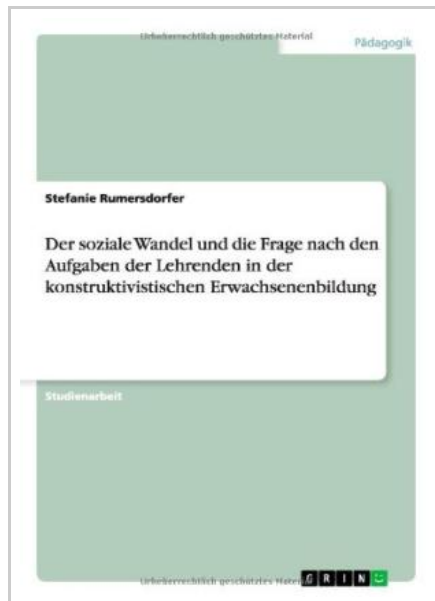 Urheberrechtlich geschütztes Material
Pädagogik
Stefanie Rumersdorfer
Der soziale Wandel und die Frage nach den
Aufgaben der Lehrenden in der
konstruktivistischen Erwachsenenbildung
Studienarbeit
Urheberrechtlich geschütztes Mater
GRIN